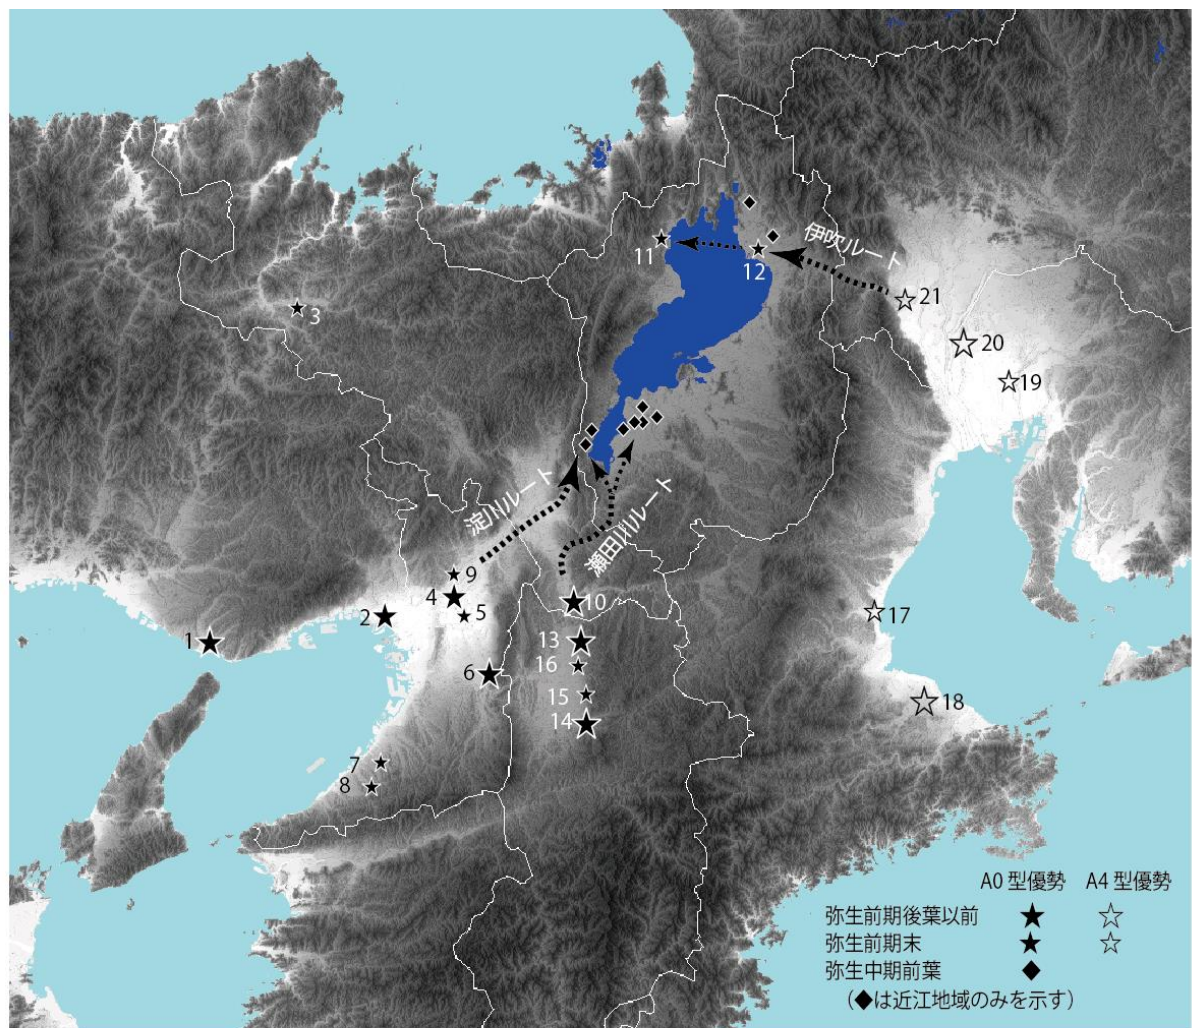 伊吹ルート
11
12
21
3
20
19
淀川ルート
瀬田川ルート
9
4
5
2
10
17
1
13
16
6
15
18
14
7
8
A0 型優勢 A4 型優勢
弥生前期後葉以前 ★ ☆
弥生前期末 ★ ☆
弥生中期前葉 ◆
（◆は近江地域のみを示す）